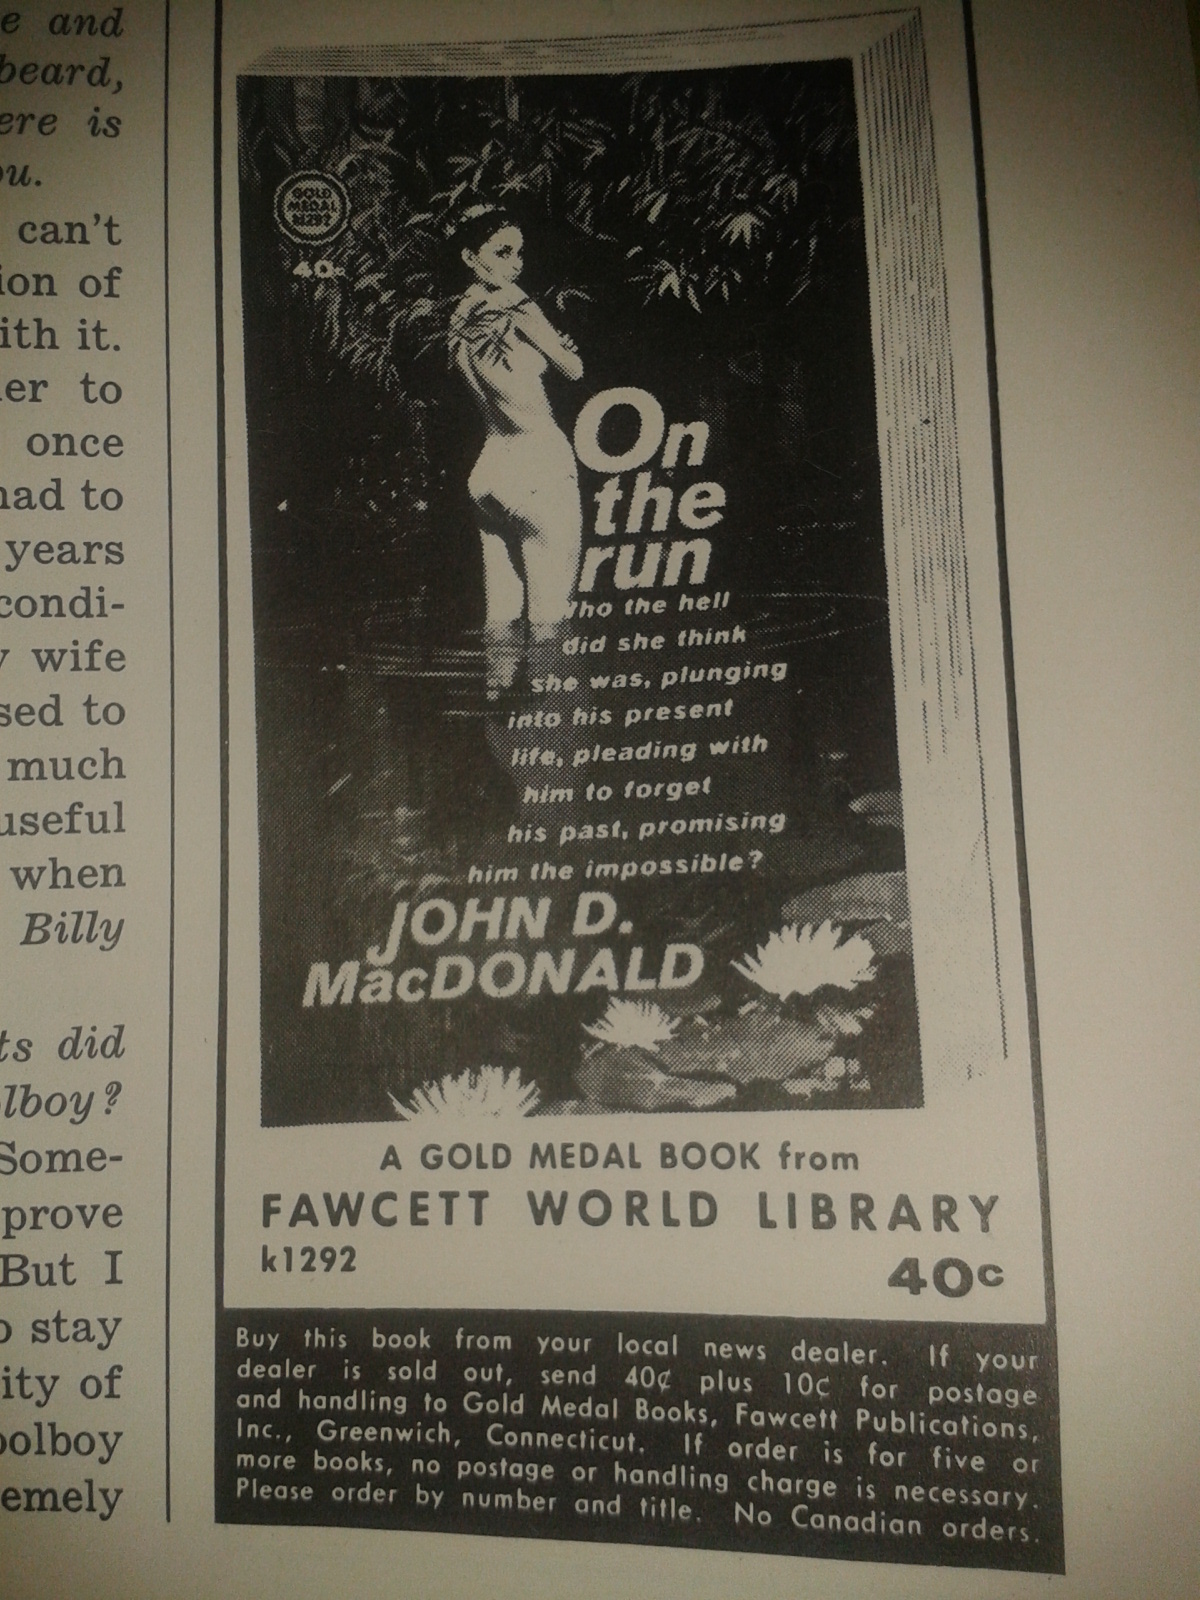 e and
beard,
ere is
ou.
can't
ion of
ith it.
er to
once
had to
years
condi-
y wife
sed to
much
useful
when
Billy
ts did
olboy?
Some-
prove
But I
o stay
ity of
oolboy
emely
GOLD
MEDAL
k1292
40c
On
the
run
Who the hell
did she think
she was, plunging
into his present
life, pleading with
him to forget
his past, promising
him the impossible?
JOHN D.
MacDONALD
A GOLD MEDAL BOOK from
FAWCETT WORLD LIBRARY
k1292
40c
Buy this book from your local news dealer. If your
dealer is sold out, send 40¢ plus 10¢ for postage
and handling to Gold Medal Books, Fawcett Publications,
Inc., Greenwich, Connecticut. If order is for five or
more books, no postage or handling charge is necessary.
Please order by number and title. No Canadian orders.